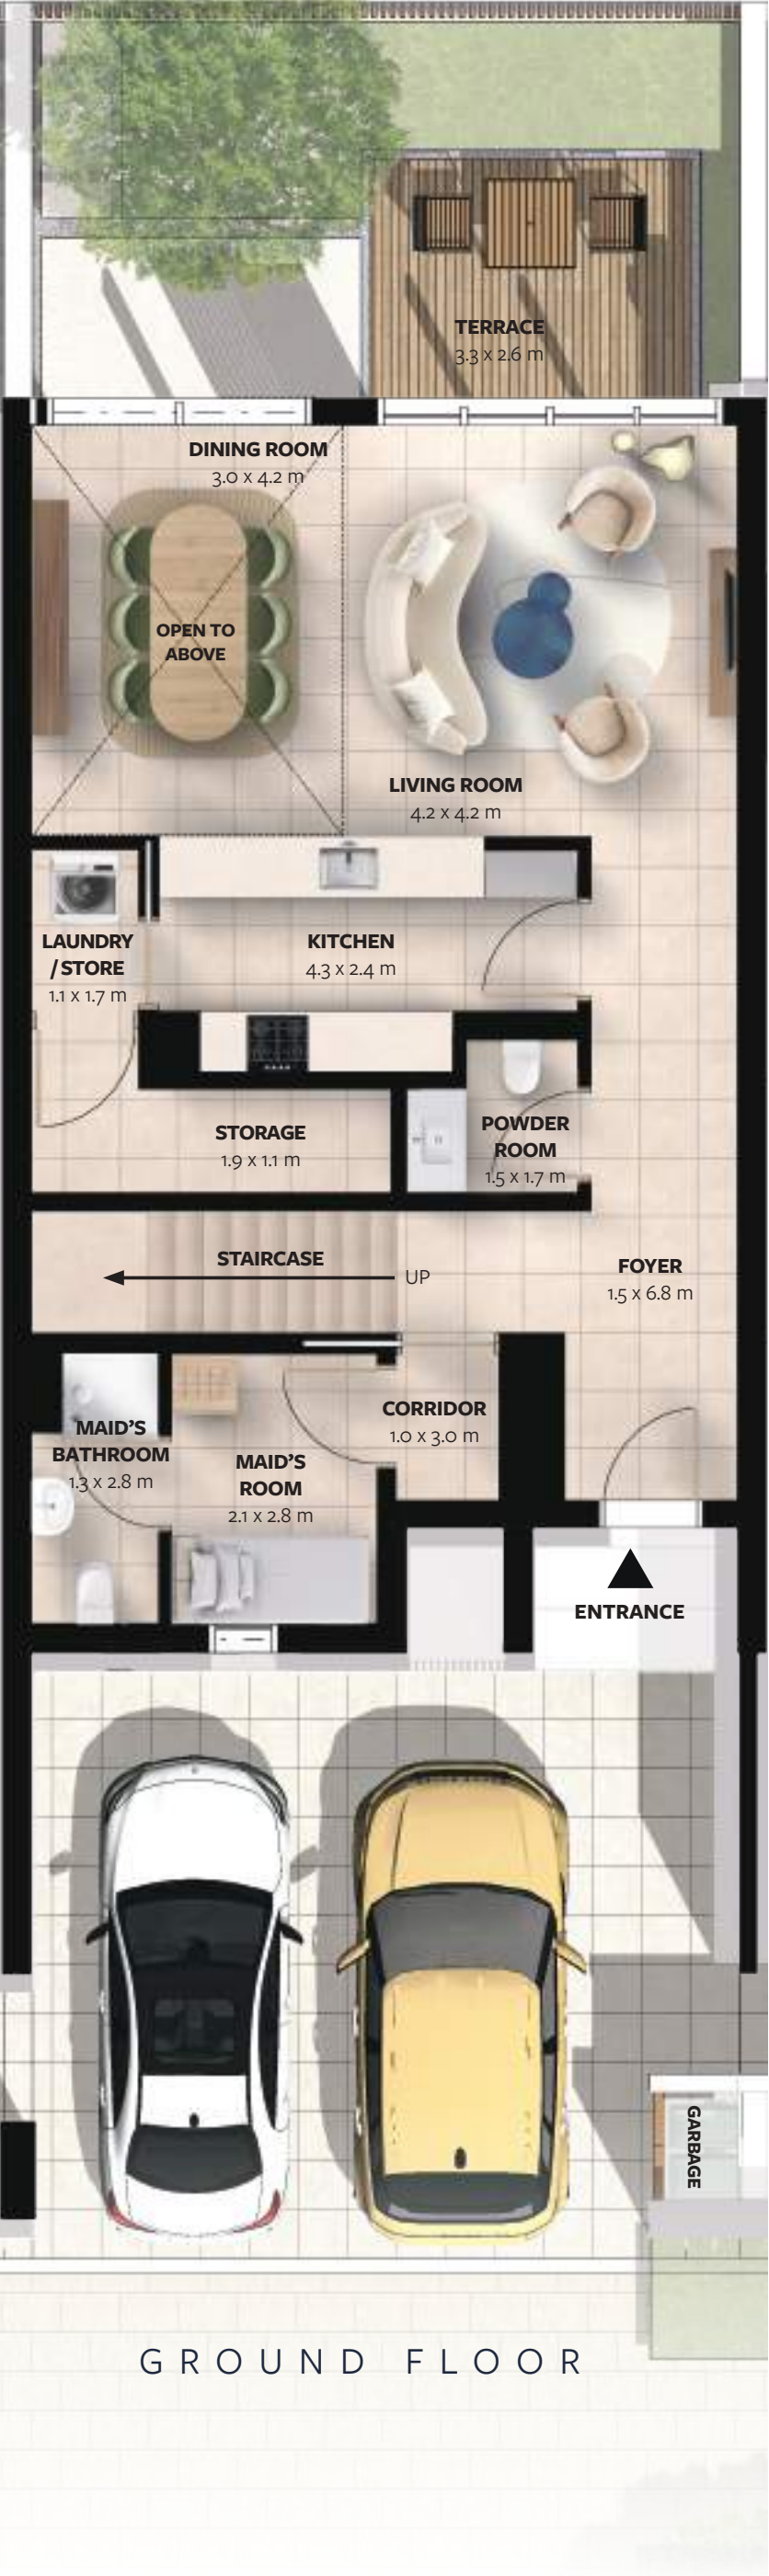 TERRACE
3.3 x 2.6 m
DINING ROOM
3.0 x 4.2 m
OPEN TO
ABOVE
LIVING ROOM
4.2 x 4.2 m
LAUNDRY
/ STORE
1.1 x 1.7 m
KITCHEN
4.3 x 2.4 m
STORAGE
1.9 x 1.1 m
POWDER
ROOM
1.5 x 1.7 m
STAIRCASE
UP
FOYER
1.5 x 6.8 m
CORRIDOR
1.0 x 3.0 m
MAID'S
BATHROOM
1.3 x 2.8 m
MAID'S
ROOM
2.1 x 2.8 m
ENTRANCE
GARBAGE
GROUND FLOOR